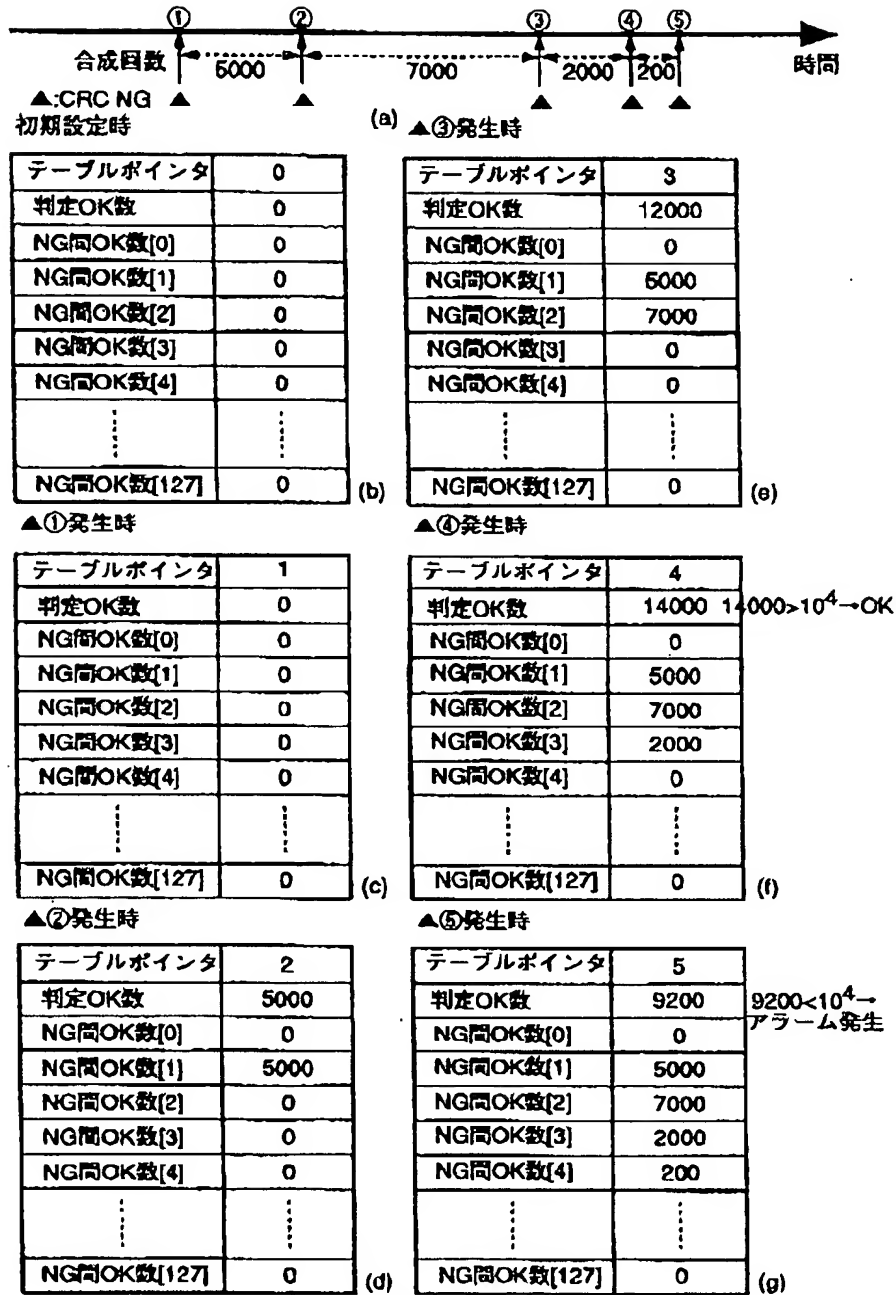 ① ② ③ ④ ⑤
合成回数 5000 7000 2000 200 時間
▲:CRC NG ▲ ▲ ▲ ▲ ▲
(a)
初期設定時
テーブルポインタ 0
判定OK数 0
NG間OK数[0] 0
NG間OK数[1] 0
NG間OK数[2] 0
NG間OK数[3] 0
NG間OK数[4] 0
NG間OK数[127] 0
(b)
▲①発生時
テーブルポインタ 1
判定OK数 0
NG間OK数[0] 0
NG間OK数[1] 0
NG間OK数[2] 0
NG間OK数[3] 0
NG間OK数[4] 0
NG間OK数[127] 0
(c)
▲②発生時
テーブルポインタ 2
判定OK数 5000
NG間OK数[0] 0
NG間OK数[1] 5000
NG間OK数[2] 0
NG間OK数[3] 0
NG間OK数[4] 0
NG間OK数[127] 0
(d)
▲③発生時
テーブルポインタ 3
判定OK数 12000
NG間OK数[0] 0
NG間OK数[1] 5000
NG間OK数[2] 7000
NG間OK数[3] 0
NG間OK数[4] 0
NG間OK数[127] 0
(e)
▲④発生時
テーブルポインタ 4
判定OK数 14000 14000>10⁴→OK
NG間OK数[0] 0
NG間OK数[1] 5000
NG間OK数[2] 7000
NG間OK数[3] 2000
NG間OK数[4] 0
NG間OK数[127] 0
(f)
▲⑤発生時
テーブルポインタ 5
判定OK数 9200 9200<10⁴→
アラーム発生
NG間OK数[0] 0
NG間OK数[1] 5000
NG間OK数[2] 7000
NG間OK数[3] 2000
NG間OK数[4] 200
NG間OK数[127] 0
(g)